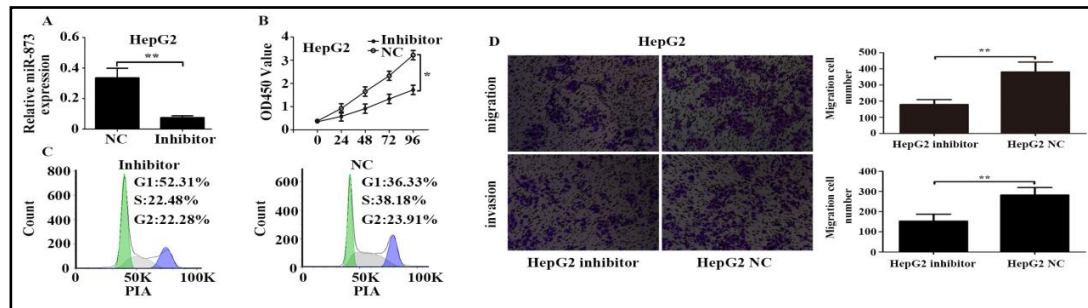 A
HepG2
Relative miR-873
expression
0.6
0.4
0.2
0
**
NC
Inhibitor
B
HepG2
Inhibitor
NC
OD450 Value
4
3
2
1
0
*
0 24 48 72 96
C
Inhibitor
G1:52.31%
S:22.48%
G2:22.28%
Count
800
600
400
200
0
0 50K 100K
PIA
NC
G1:36.33%
S:38.18%
G2:23.91%
Count
600
400
200
0
0 50K 100K
PIA
D
HepG2
migration
invasion
HepG2 inhibitor
HepG2 NC
Migration cell
number
500
400
300
200
100
0
**
HepG2 inhibitor
HepG2 NC
Migration cell
number
400
300
200
100
0
**
HepG2 inhibitor
HepG2 NC